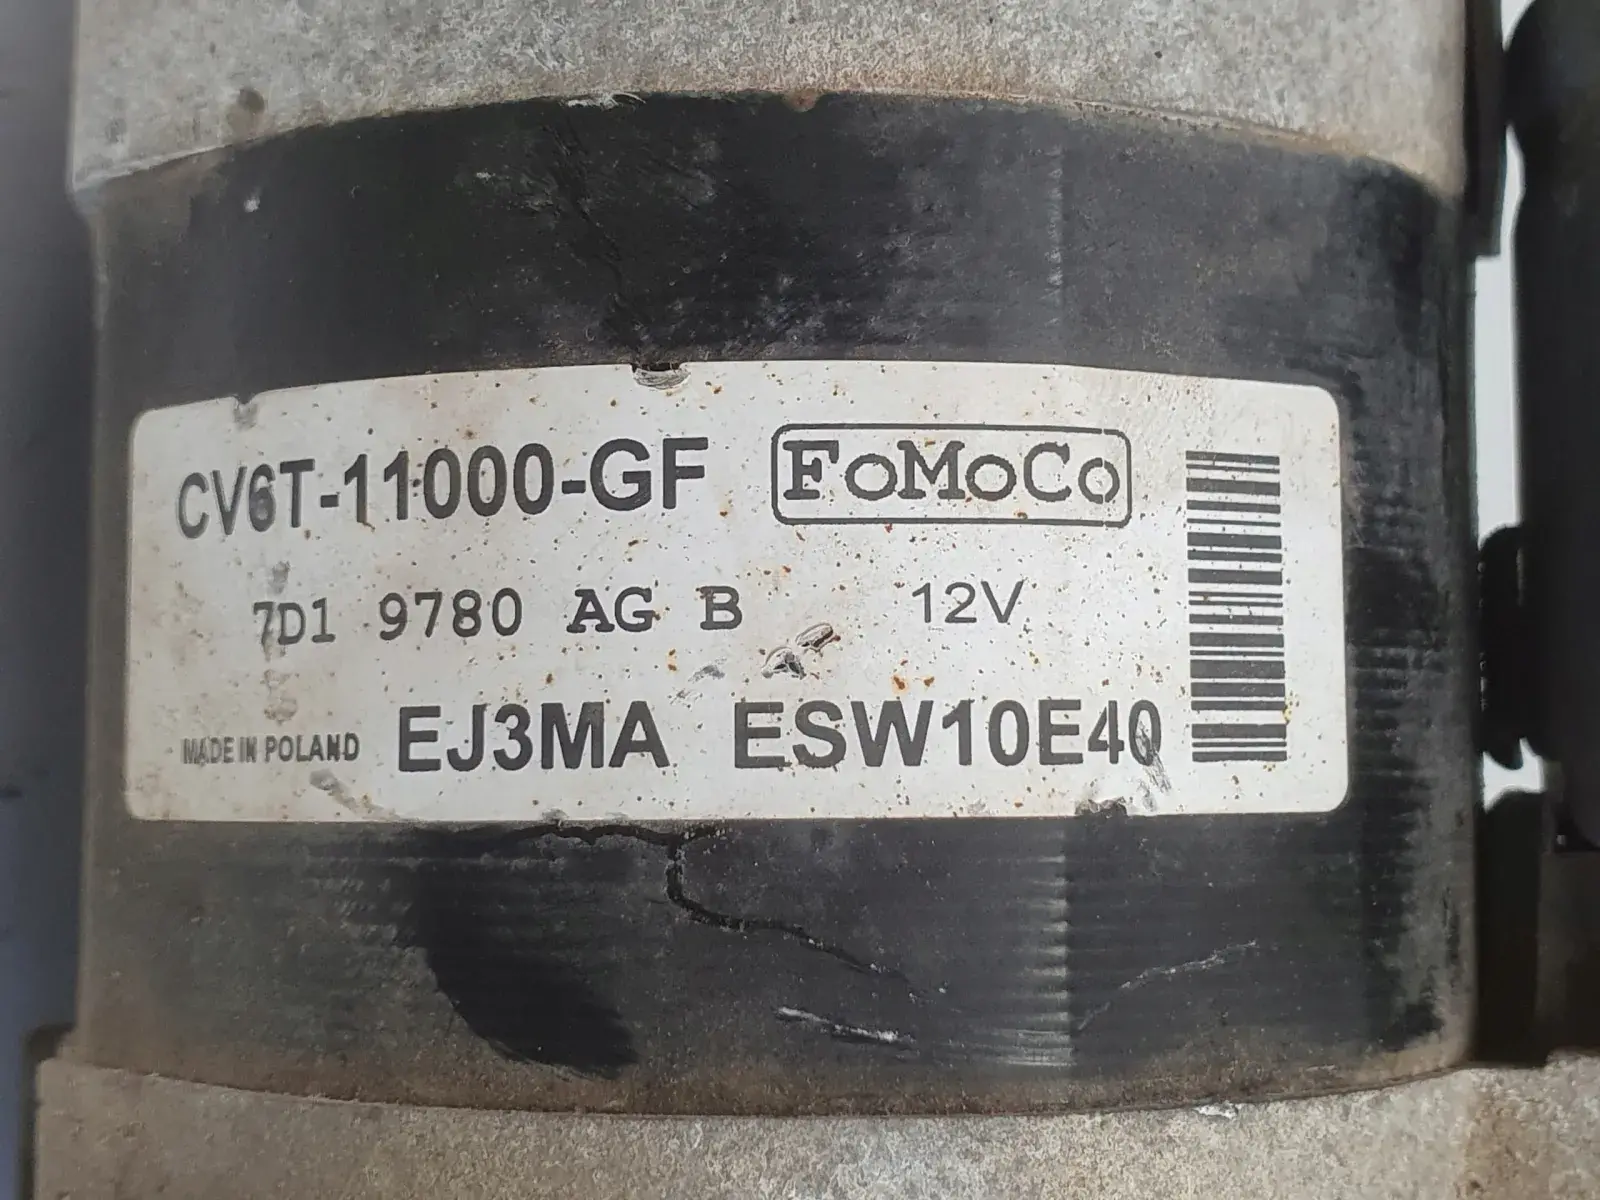 CV6T-11000-GF FoMoCo
7D1 9780 AG B 12V
MADE IN POLAND EJ3MA ESW10E40